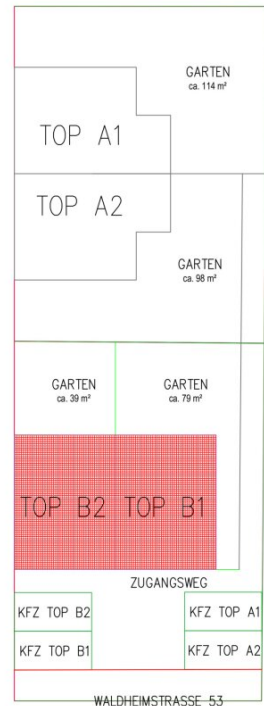 GARTEN
ca. 114 m²
TOP A1
TOP A2
GARTEN
ca. 98 m²
GARTEN
ca. 39 m²
GARTEN
ca. 79 m²
TOP B2 TOP B1
ZUGANGSWEG
KFZ TOP B2
KFZ TOP A1
KFZ TOP B1
KFZ TOP A2
WALDHEIMSTRASSE 53